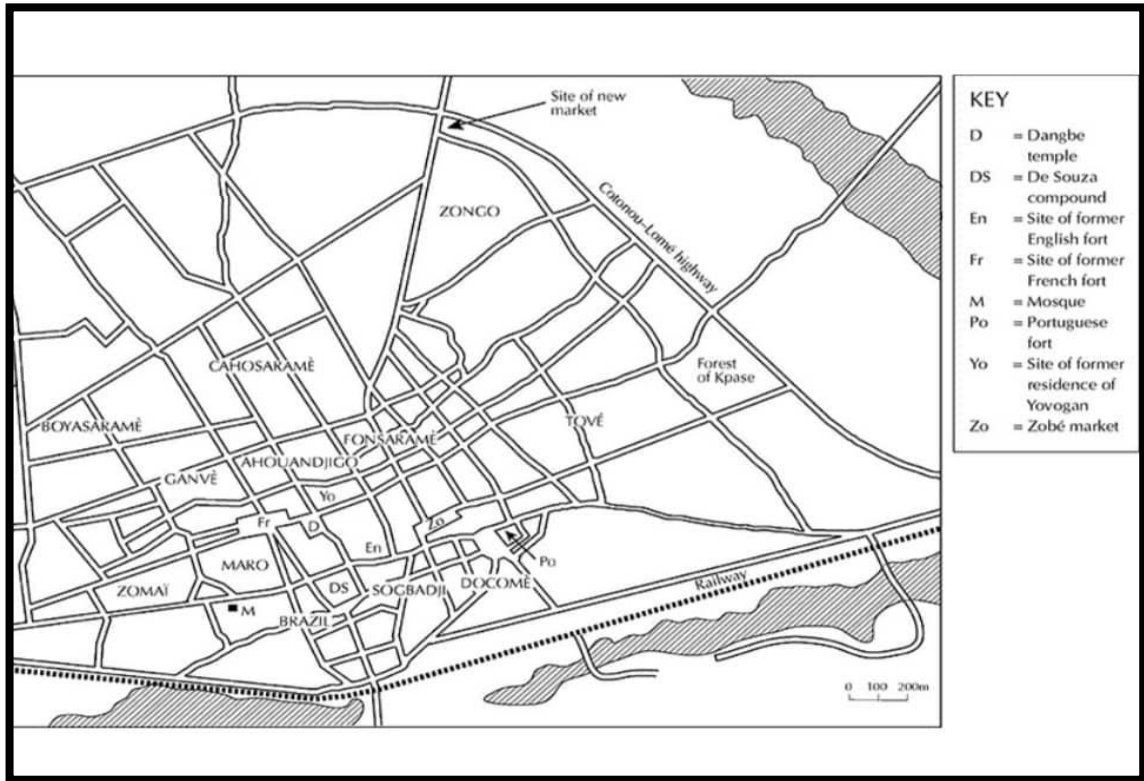 Site of new
market
ZONGO
Cotonou–Lomé highway
CAHOSARAMÈ
Forest
of Kpase
BOYASARAMÈ
TOVÉ
FONSARAMÈ
AHOUANDJIGO
GANVÈ
Yo
Fr
D
Zo
En
Po
MARO
ZOMAÏ
DS
SOGBADJI
DOCOMÈ
Railway
M
BRAZIL
0 100 200m
KEY
D = Dangbe
temple
DS = De Souza
compound
En = Site of former
English fort
Fr = Site of former
French fort
M = Mosque
Po = Portuguese
fort
Yo = Site of former
residence of
Yovogan
Zo = Zobé market